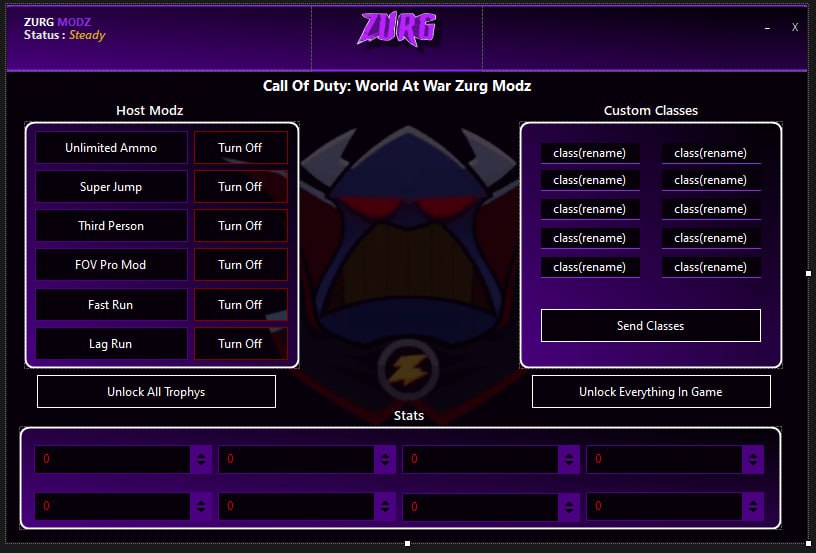 ZURG MODZ
Status : Steady
ZURG
– X
Call Of Duty: World At War Zurg Modz
Host Modz
Unlimited Ammo Turn Off
Super Jump Turn Off
Third Person Turn Off
FOV Pro Mod Turn Off
Fast Run Turn Off
Lag Run Turn Off
Unlock All Trophys
Custom Classes
class(rename) class(rename)
class(rename) class(rename)
class(rename) class(rename)
class(rename) class(rename)
class(rename) class(rename)
Send Classes
Unlock Everything In Game
Stats
0 0 0 0
0 0 0 0